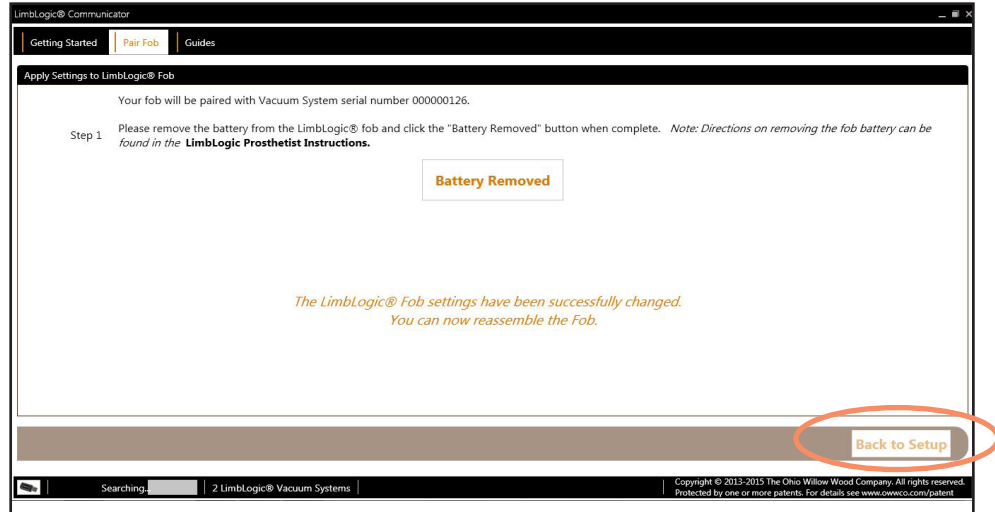 LimbLogic® Communicator
Getting Started
Pair Fob
Guides
Apply Settings to LimbLogic® Fob
Your fob will be paired with Vacuum System serial number 000000126.
Step 1
Please remove the battery from the LimbLogic® fob and click the "Battery Removed" button when complete. Note: Directions on removing the fob battery can be
found in the LimbLogic Prosthetist Instructions.
Battery Removed
The LimbLogic® Fob settings have been successfully changed.
You can now reassemble the Fob.
Back to Setup
Searching..
2 LimbLogic® Vacuum Systems
Copyright © 2013-2015 The Ohio Willow Wood Company. All rights reserved.
Protected by one or more patents. For details see www.owwco.com/patent